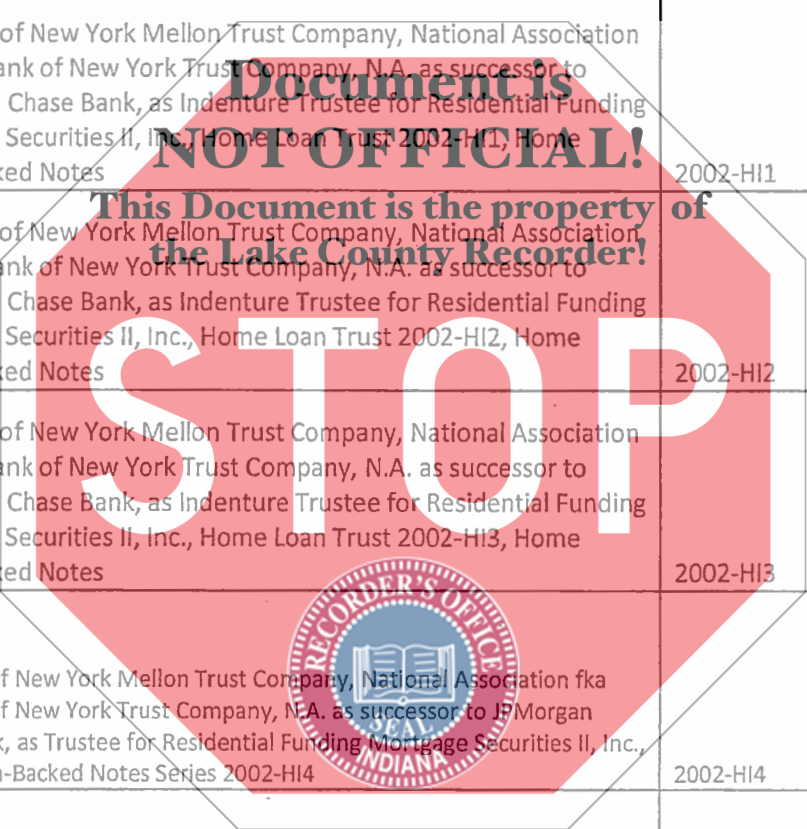 of New York Mellon Trust Company, National Association
ank of New York Trust Company, N.A. as successor to
Document is
Chase Bank, as Indenture Trustee for Residential Funding
Securities II, Inc., Home Loan Trust 2002-HI1, Home
NOT OFFICIAL!
ked Notes 2002-HI1
This Document is the property of
of New York Mellon Trust Company, National Association
the Lake County Recorder!
ank of New York Trust Company, N.A. as successor to
Chase Bank, as Indenture Trustee for Residential Funding
Securities II, Inc., Home Loan Trust 2002-HI2, Home
ked Notes 2002-HI2
STOP
of New York Mellon Trust Company, National Association
ank of New York Trust Company, N.A. as successor to
Chase Bank, as Indenture Trustee for Residential Funding
Securities II, Inc., Home Loan Trust 2002-HI3, Home
ked Notes 2002-HI3
RECORDER'S OFFICE
f New York Mellon Trust Company, National Association fka
f New York Trust Company, N.A. as successor to JPMorgan
SEAL
k, as Trustee for Residential Funding Mortgage Securities II, Inc.,
INDIANA
n-Backed Notes Series 2002-HI4 2002-HI4